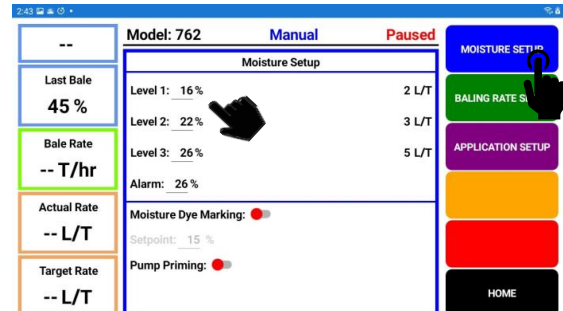 2:43
Model: 762 Manual Paused
--
Last Bale
45 %
Bale Rate
-- T/hr
Actual Rate
-- L/T
Target Rate
-- L/T
Moisture Setup
Level 1: 16 % 2 L/T
Level 2: 22 % 3 L/T
Level 3: 26 % 5 L/T
Alarm: 26 %
Moisture Dye Marking:
Setpoint: 15 %
Pump Priming:
MOISTURE SETUP
BALING RATE
APPLICATION SETUP
HOME